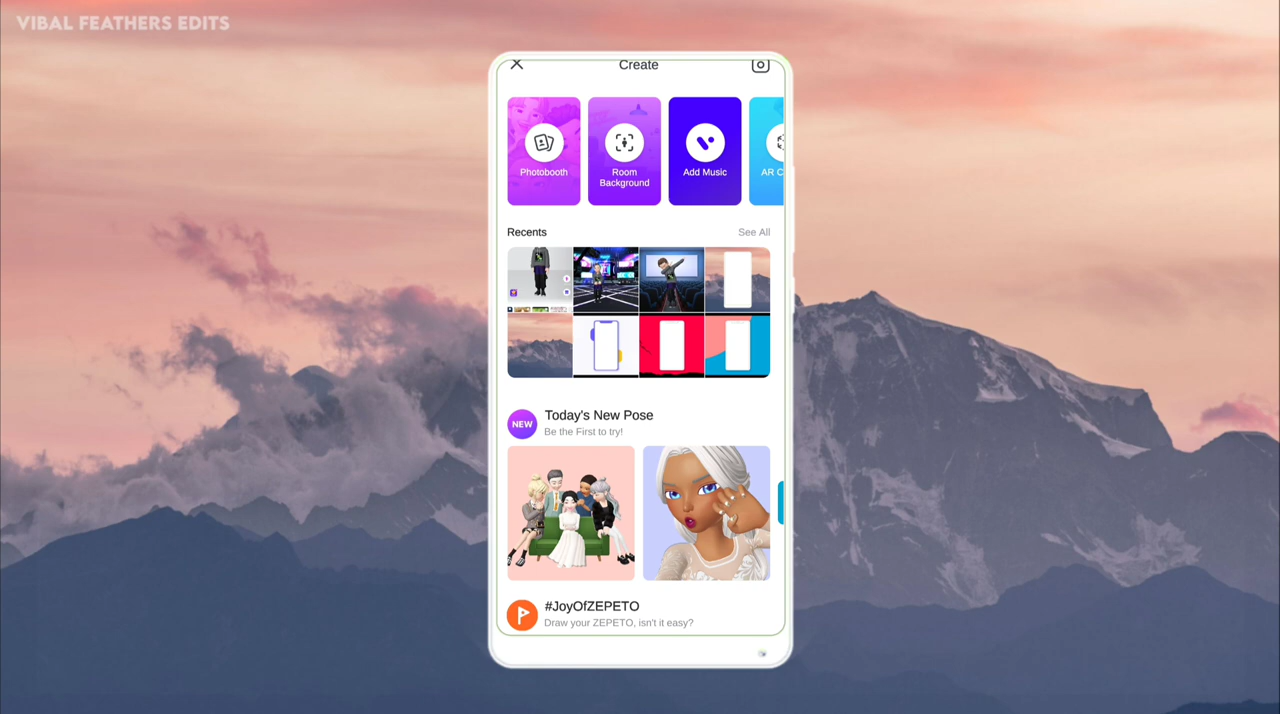 VIBAL FEATHERS EDITS
Create
Photobooth
Room
Background
Add Music
AR C
Recents
See All
NEW
Today's New Pose
Be the First to try!
#JoyOfZEPETO
Draw your ZEPETO, isn't it easy?